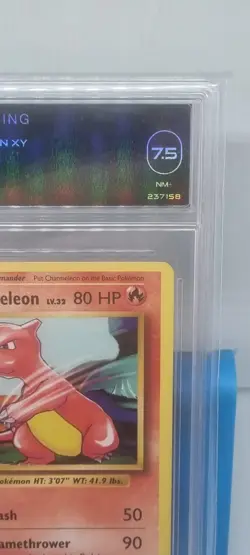 ING
N XY
7.5
NM+
237158
mander Put Charmeleon on the Basic Pokémon
eleon LV.32 80 HP
okémon HT: 3'07" WT: 41.9 lbs.
ash 50
amethrower 90